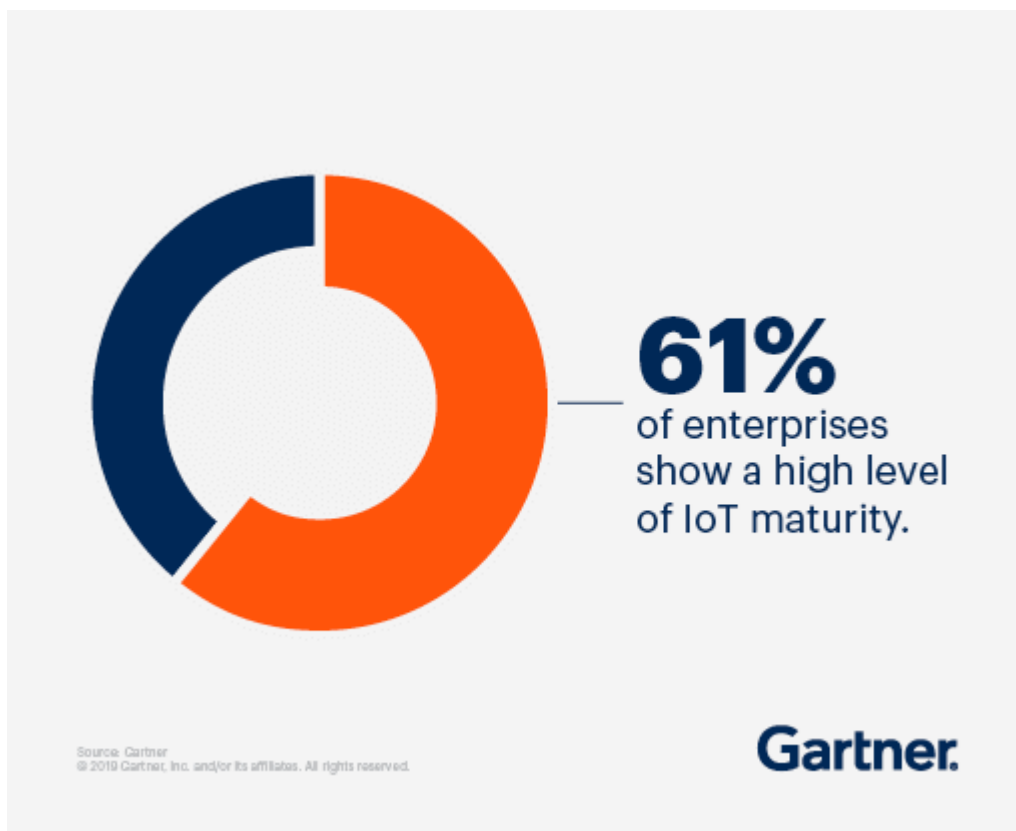 61%
of enterprises
show a high level
of IoT maturity.
Source: Gartner
© 2019 Gartner, Inc. and/or its affiliates. All rights reserved.
Gartner.